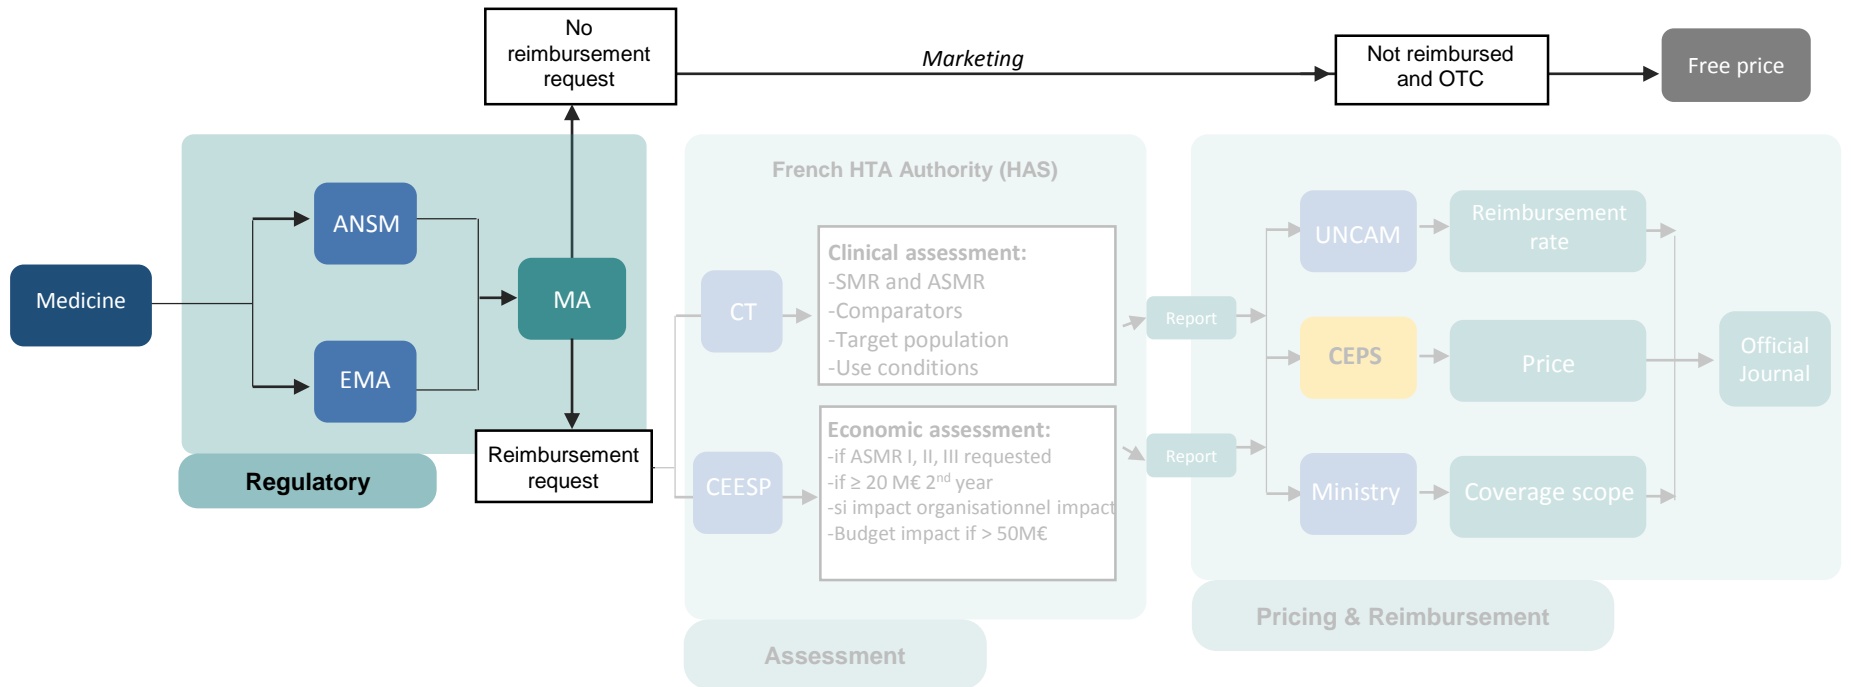 No
reimbursement
request
Marketing
Not reimbursed
and OTC
Free price
Medicine
ANSM
EMA
MA
Regulatory
Reimbursement
request
French HTA Authority (HAS)
CT
Clinical assessment:
-SMR and ASMR
-Comparators
-Target population
-Use conditions
CEESP
Economic assessment:
-if ASMR I, II, III requested
-if ≥ 20 M€ 2nd year
-si impact organisationnel impact
-Budget impact if > 50M€
Assessment
Report
Report
UNCAM
Reimbursement
rate
CEPS
Price
Ministry
Coverage scope
Official
Journal
Pricing & Reimbursement